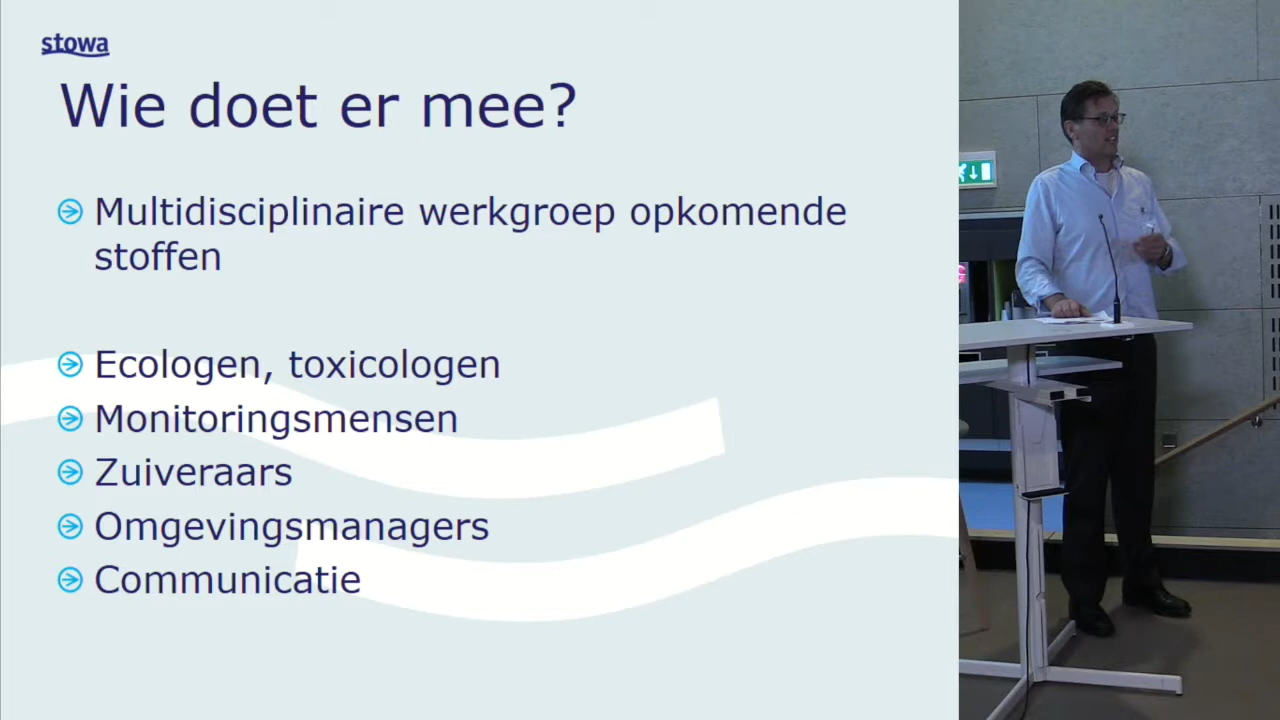 stowa
Wie doet er mee?
Multidisciplinaire werkgroep opkomende
stoffen
Ecologen, toxicologen
Monitoringsmensen
Zuiveraars
Omgevingsmanagers
Communicatie